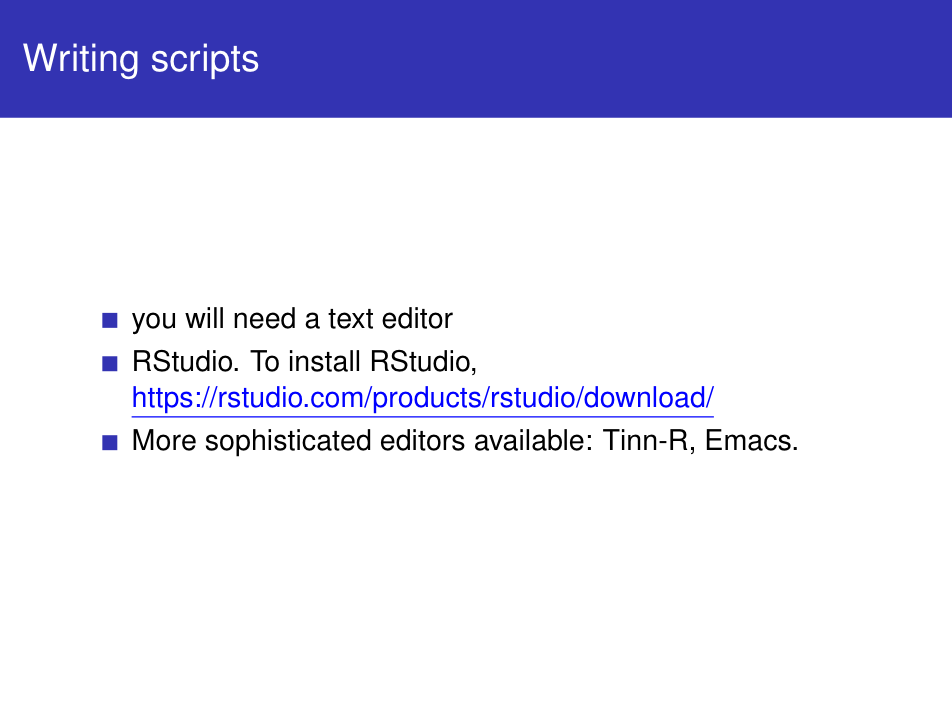 Writing scripts
you will need a text editor
RStudio. To install RStudio,
https://rstudio.com/products/rstudio/download/
More sophisticated editors available: Tinn-R, Emacs.